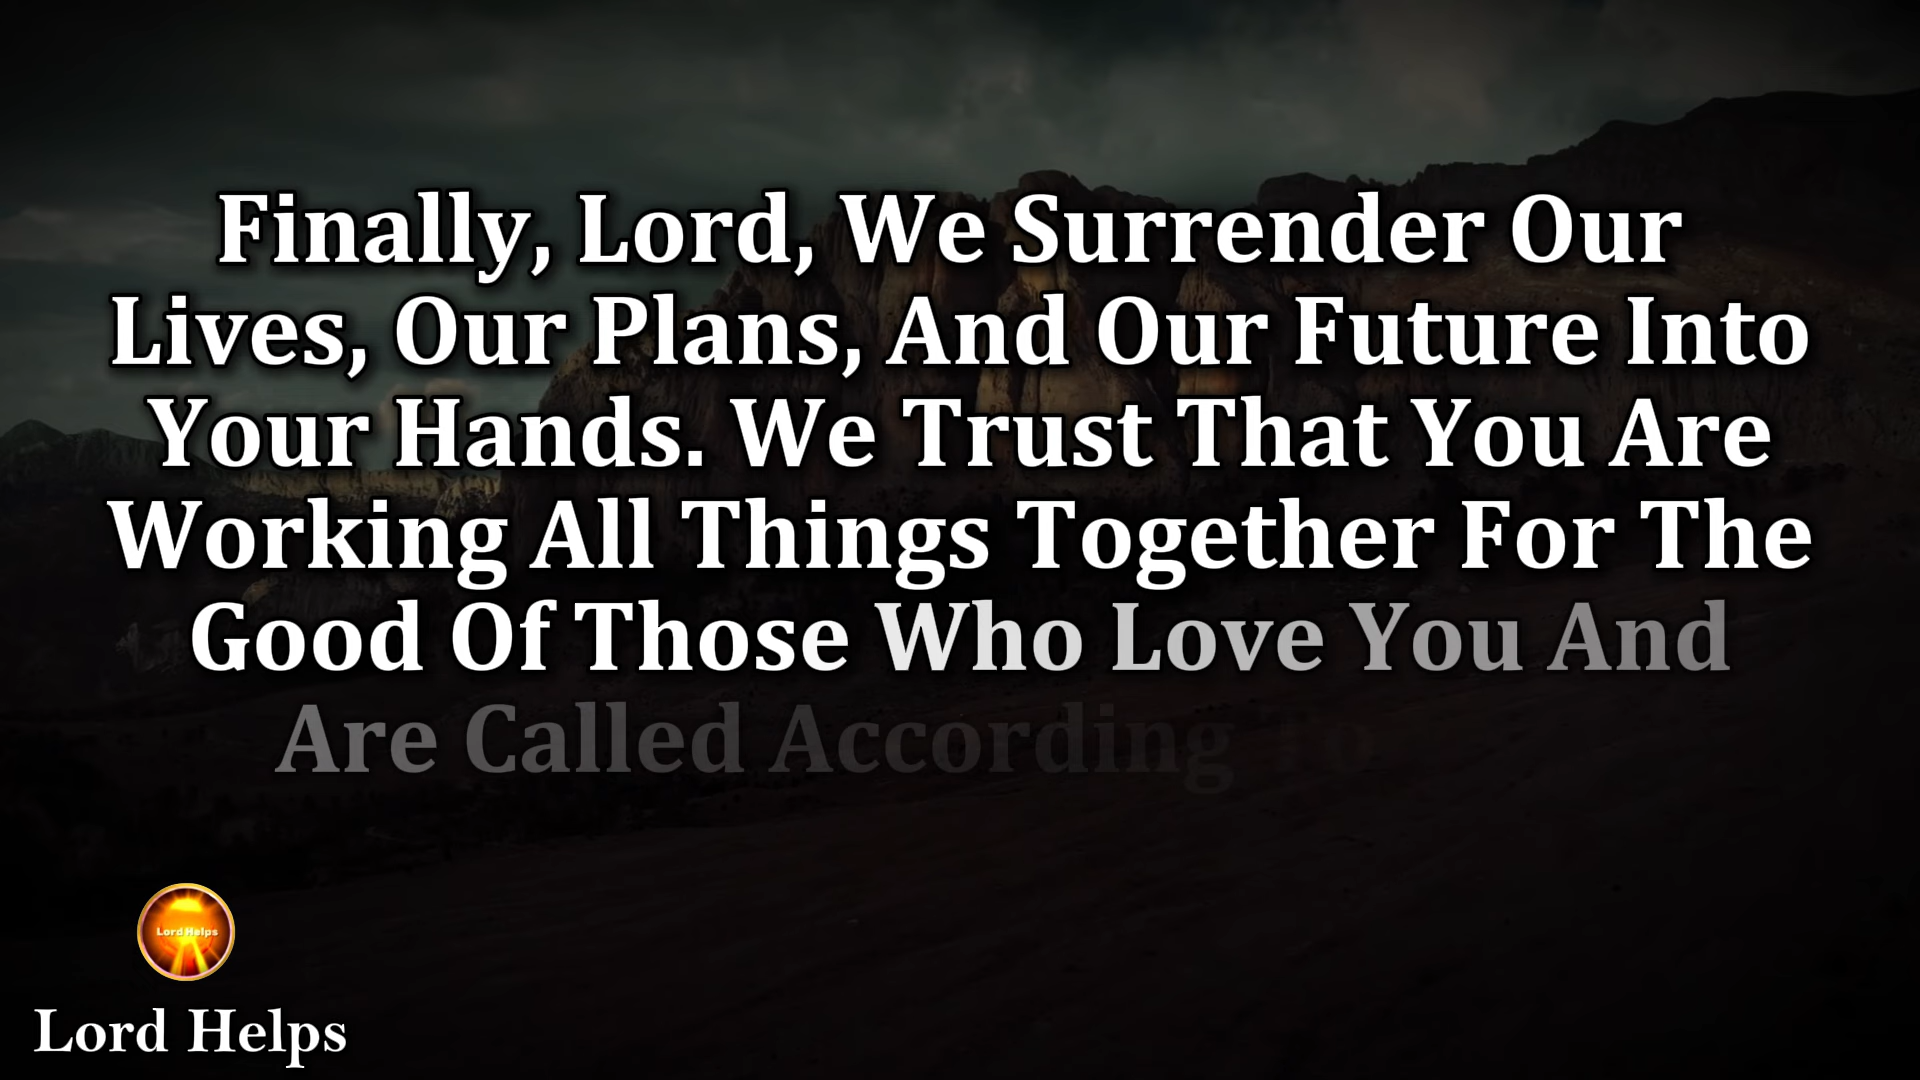 Finally, Lord, We Surrender Our
Lives, Our Plans, And Our Future Into
Your Hands. We Trust That You Are
Working All Things Together For The
Good Of Those Who Love You And
Are Called According To
Lord Helps
Lord Helps